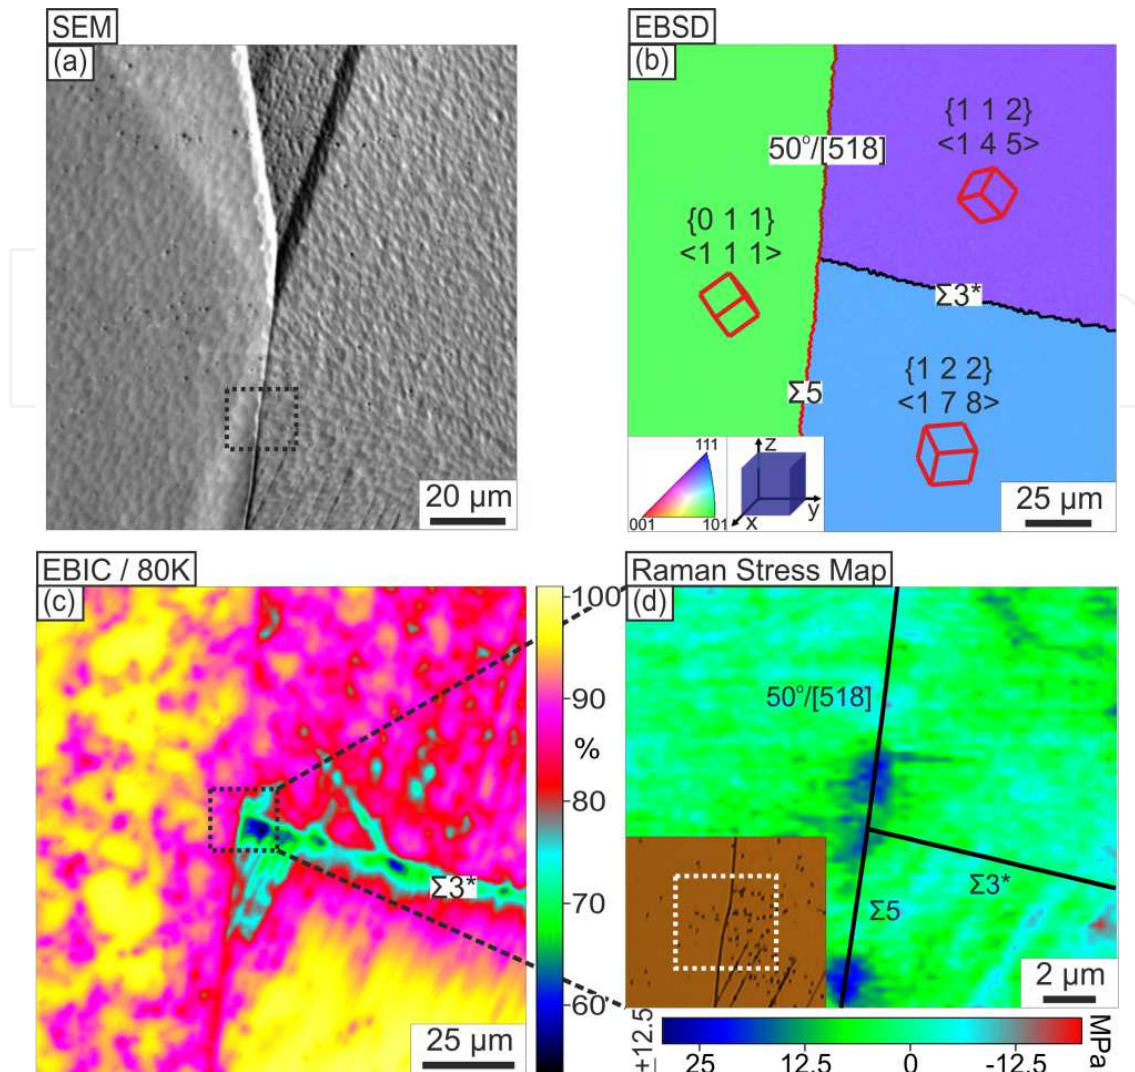 SEM
(a)
20 µm
EBSD
(b)
50°/[518]
{1 1 2}
<1 4 5>
{0 1 1}
<1 1 1>
Σ3*
{1 2 2}
<1 7 8>
Σ5
111
001
101
z
y
x
25 µm
EBIC / 80K
(c)
Σ3*
25 µm
100
90
%
80
70
60
Raman Stress Map
(d)
50°/[518]
Σ3*
Σ5
2 µm
±12.5
25
12.5
0
-12.5
MPa